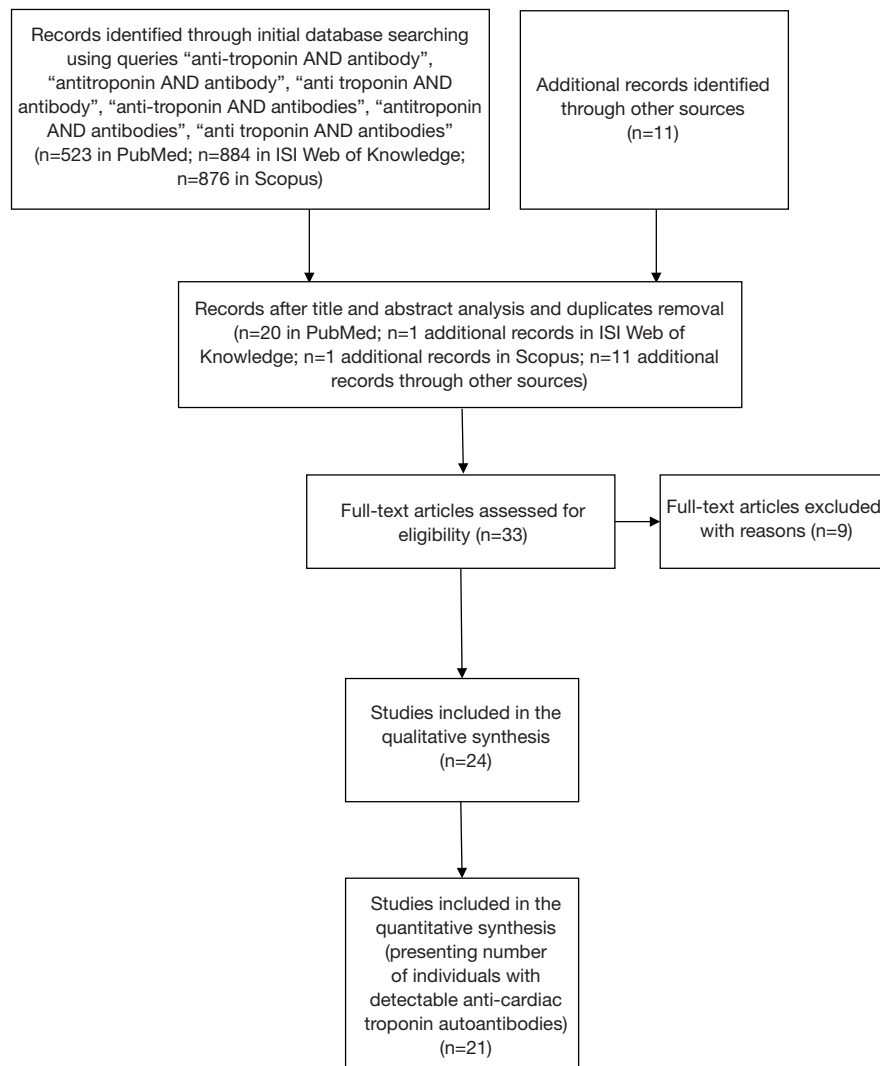 Records identified through initial database searching
using queries “anti-troponin AND antibody”,
“antitroponin AND antibody”, “anti troponin AND
antibody”, “anti-troponin AND antibodies”, “antitroponin
AND antibodies”, “anti troponin AND antibodies”
(n=523 in PubMed; n=884 in ISI Web of Knowledge;
n=876 in Scopus)
Additional records identified
through other sources
(n=11)
Records after title and abstract analysis and duplicates removal
(n=20 in PubMed; n=1 additional records in ISI Web of
Knowledge; n=1 additional records in Scopus; n=11 additional
records through other sources)
Full-text articles assessed for
eligibility (n=33)
Full-text articles excluded
with reasons (n=9)
Studies included in the
qualitative synthesis
(n=24)
Studies included in the
quantitative synthesis
(presenting number
of individuals with
detectable anti-cardiac
troponin autoantibodies)
(n=21)